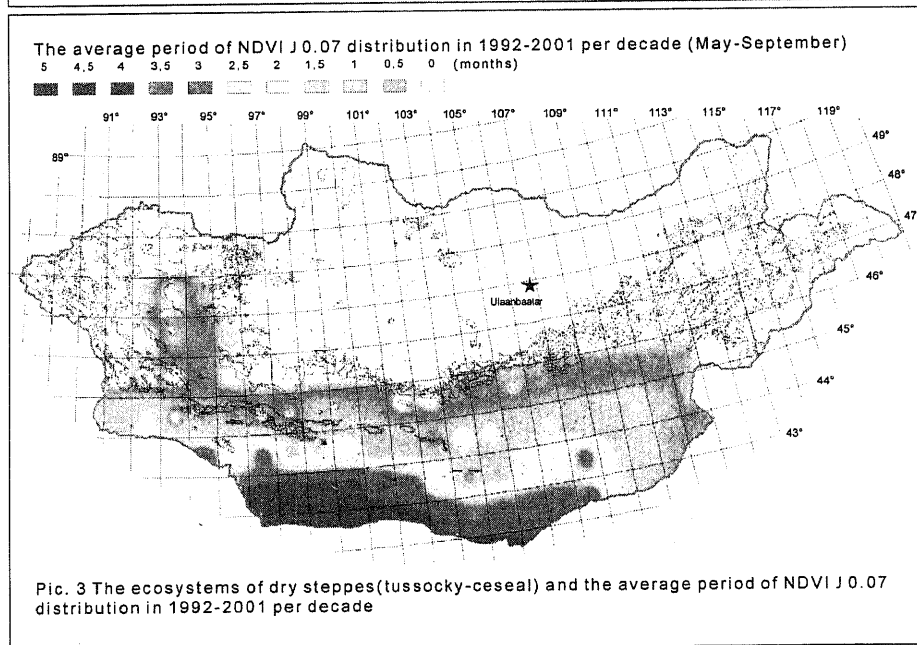 The average period of NDVI J 0.07 distribution in 1992-2001 per decade (May-September)
5 4,5 4 3,5 3 2,5 2 1,5 1 0,5 0 (months)
91° 93° 95° 97° 99° 101° 103° 105° 107° 109° 111° 113° 115° 117° 119°
89°
49°
48°
47
46°
45°
44°
43°
Ulaanbaatar
Pic. 3 The ecosystems of dry steppes(tussocky-ceseal) and the average period of NDVI J 0.07
distribution in 1992-2001 per decade